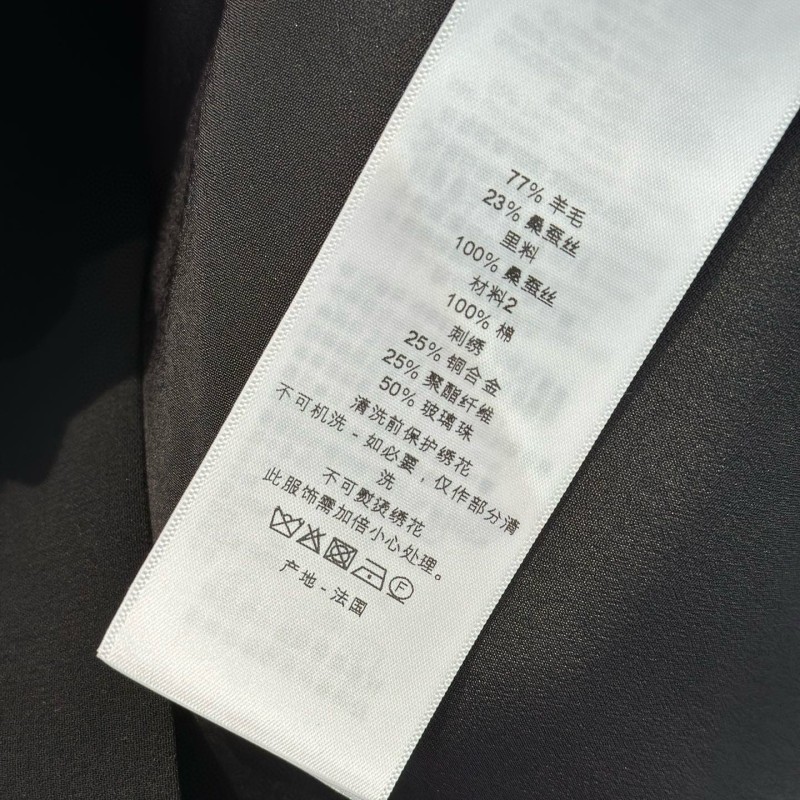 77% 羊毛
23% 桑蚕丝
里料
100% 桑蚕丝
材料2
100% 棉
刺绣
25% 铜合金
25% 聚酯纤维
50% 玻璃珠
清洗前保护绣花
不可机洗 - 如必要，仅作部分清
洗
不可熨烫绣花
此服饰需加倍小心处理。
F
产地 - 法国